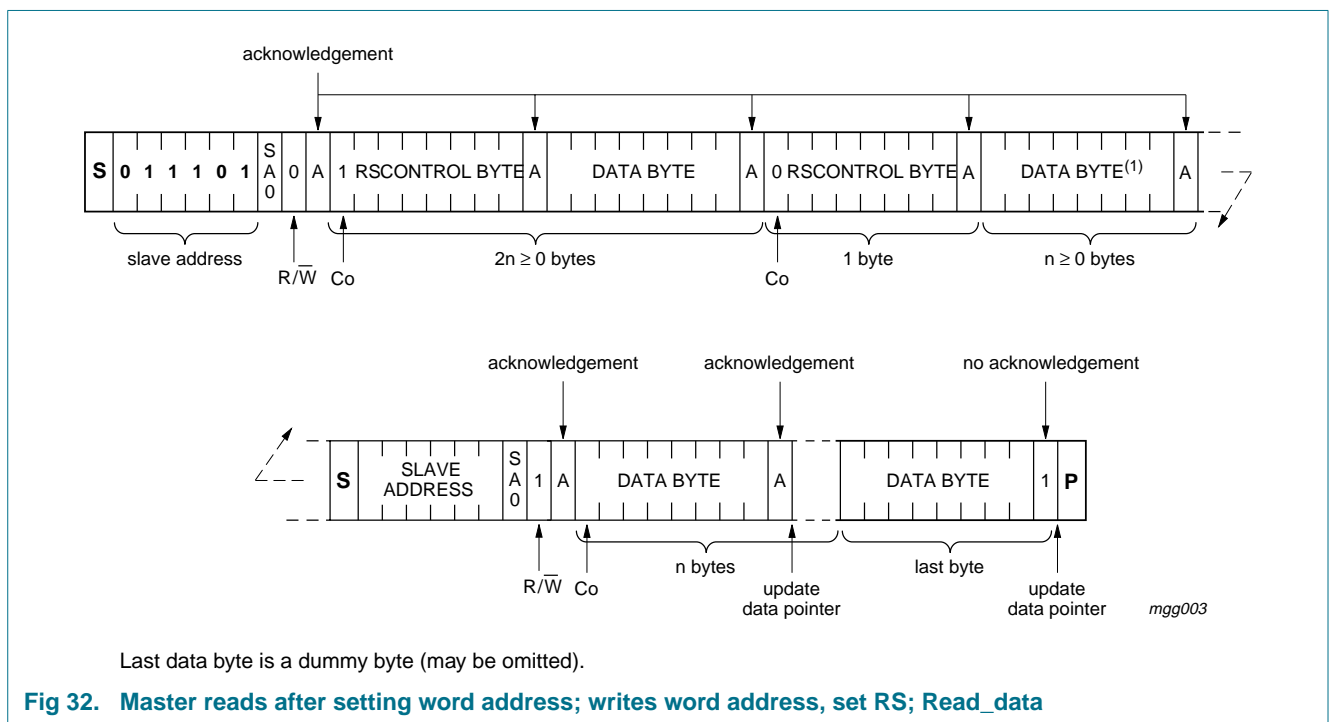 acknowledgement
S 0 1 1 1 0 1 SA0 0 A 1 RSCONTROL BYTE A DATA BYTE A 0 RSCONTROL BYTE A DATA BYTE(1) A
slave address
2n ≥ 0 bytes
1 byte
n ≥ 0 bytes
R/W̅ Co
Co
acknowledgement acknowledgement no acknowledgement
S SLAVE ADDRESS SA0 1 A DATA BYTE A DATA BYTE 1 P
n bytes
last byte
R/W̅ Co
update
data pointer
update
data pointer
mgg003
Last data byte is a dummy byte (may be omitted).
Fig 32. Master reads after setting word address; writes word address, set RS; Read_data